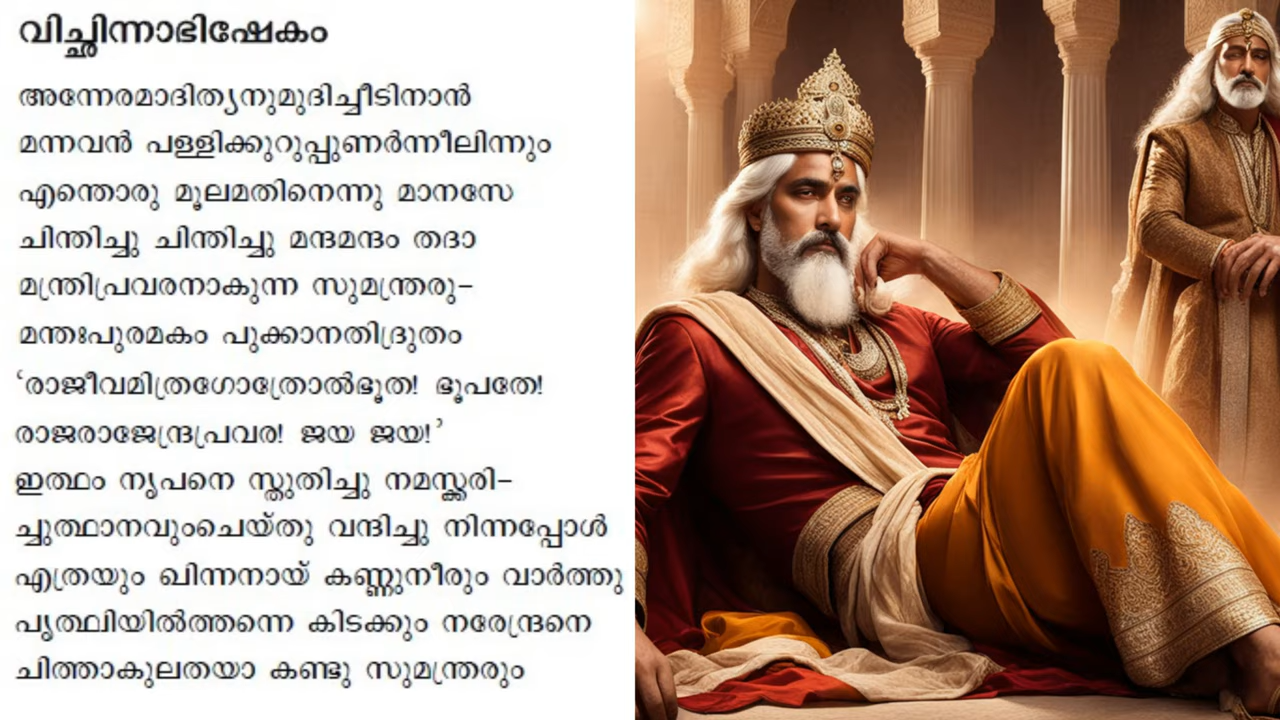 വിച്ഛിന്നാഭിഷേകം
അന്നേരമാദിത്യനുമുദിച്ചീടിനാൻ
മന്നവൻ പള്ളിക്കുറുപ്പുണർന്നീലിന്നും
എന്തൊരു മൂലമതിനെന്നു മാനസേ
ചിന്തിച്ചു ചിന്തിച്ചു മന്ദമന്ദം തദാ
മന്ത്രിപ്രവരനാകുന്ന സുമന്ത്രരു-
മന്തഃപുരമകം പുക്കാനതിദ്രുതം
‘രാജീവമിത്രഗോത്രോൽഭൂത! ഭൂപതേ!
രാജരാജേന്ദ്രപ്രവര! ജയ ജയ!’
ഇത്ഥം നൃപനെ സ്തുതിച്ചു നമസ്കരി-
ച്ചുത്ഥാനവുംചെയ്തു വന്ദിച്ചു നിന്നപ്പോൾ
എത്രയും ഖിന്നനായ് കണ്ണുനീരും വാർത്തു
പൃത്ഥിയിൽത്തന്നെ കിടക്കും നരേന്ദ്രനെ
ചിത്താകുലതയാ കണ്ടു സുമന്ത്രരും